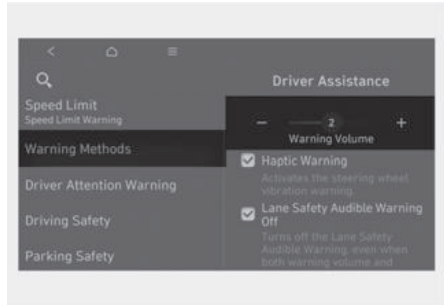 Driver Assistance
Speed Limit
Speed Limit Warning
Warning Methods
Driver Attention Warning
Driving Safety
Parking Safety
2
Warning Volume
Haptic Warning
Activates the steering wheel
vibration warning.
Lane Safety Audible Warning
Off
Turns off the Lane Safety
Audible Warning, even when
both warning volume and